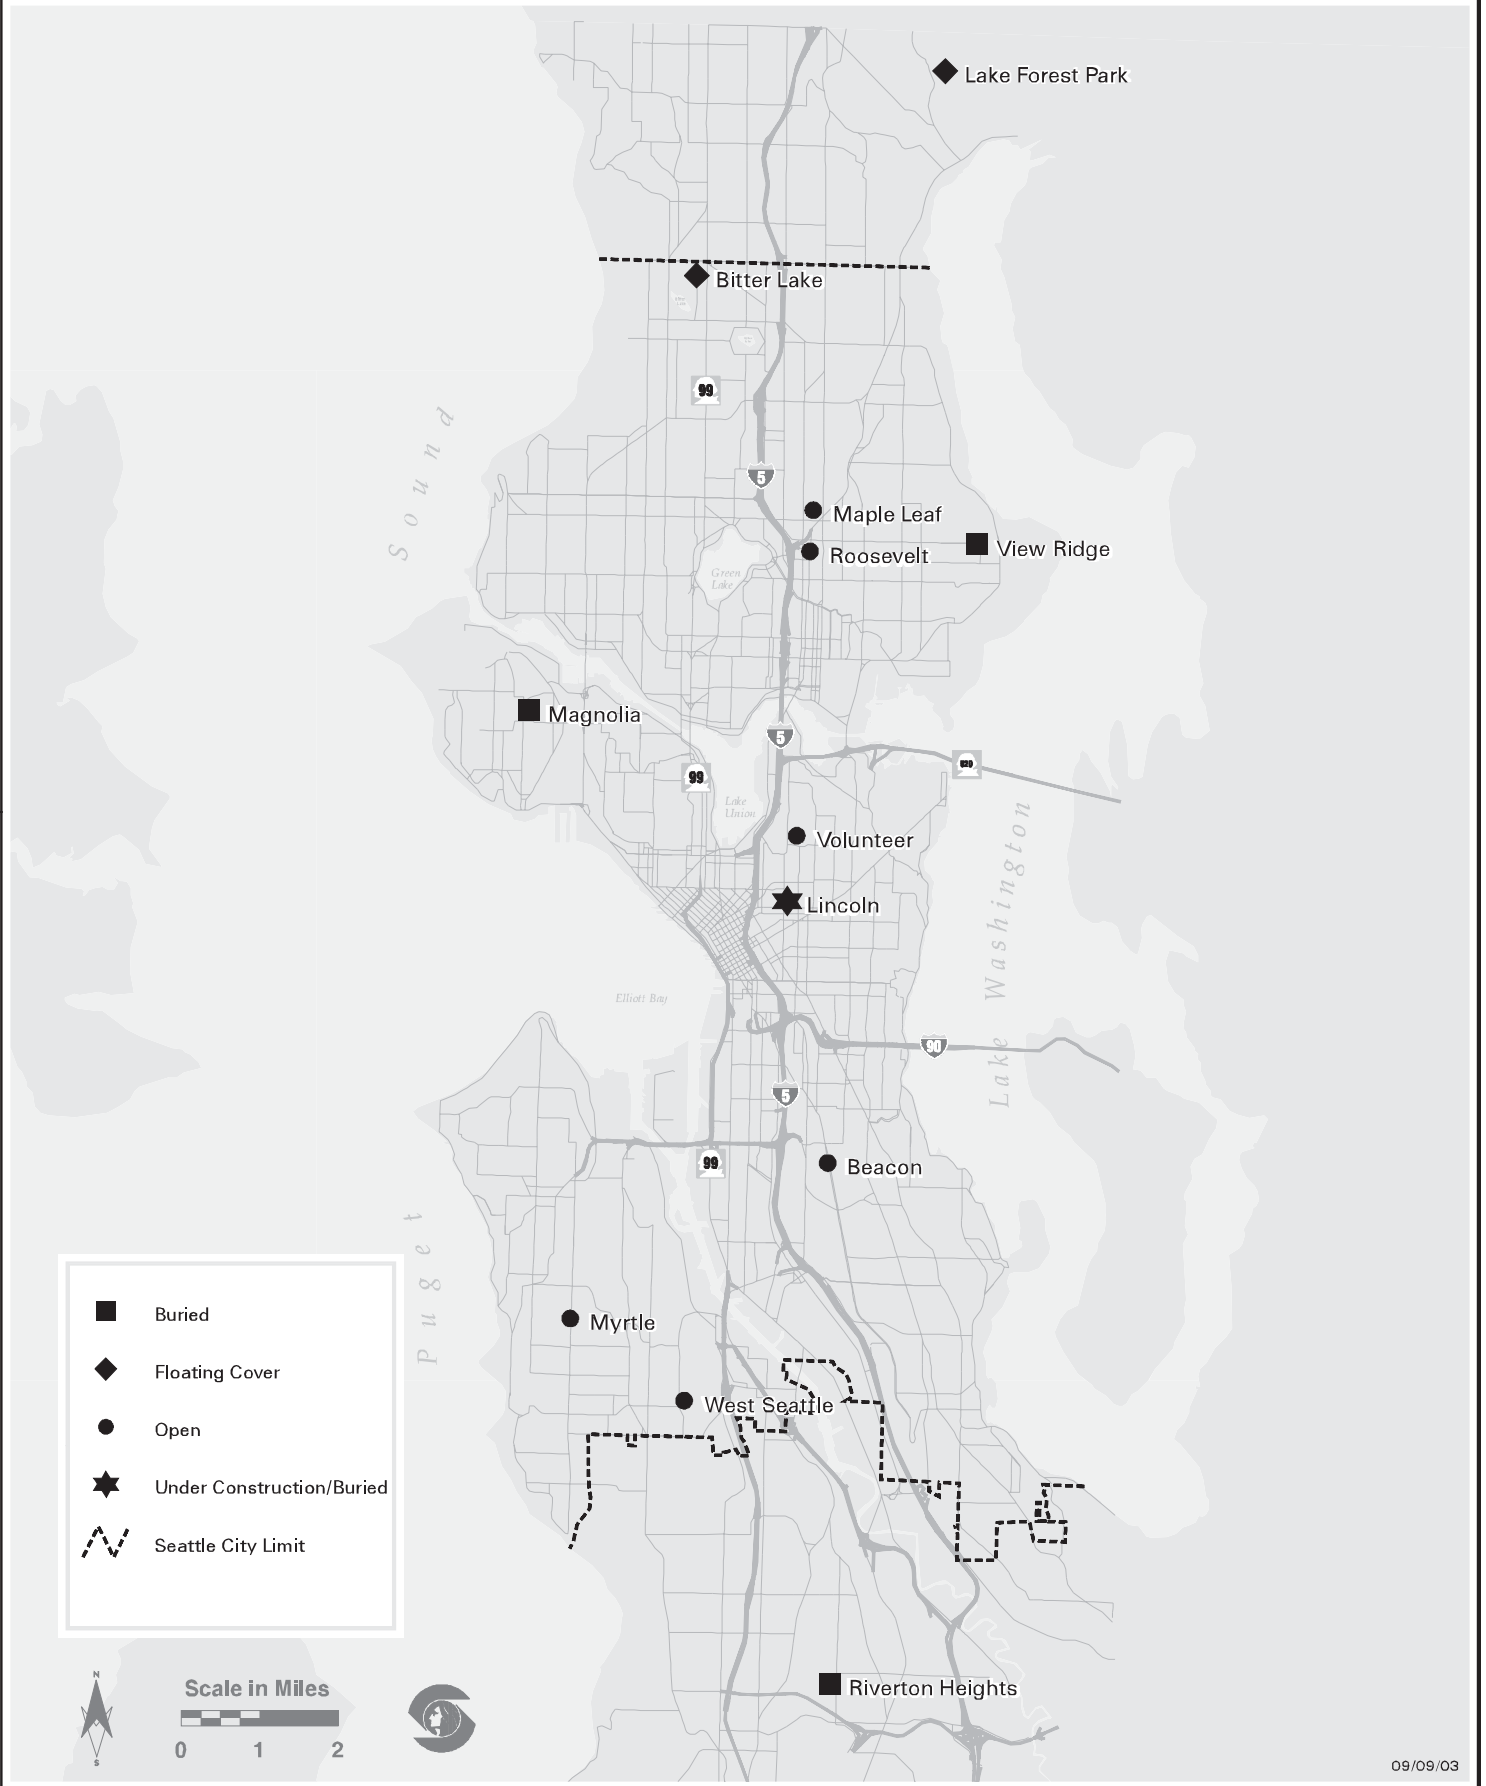 Lake Forest Park
Bitter Lake
99
Sound
5
Maple Leaf
Roosevelt
View Ridge
Green
Lake
Magnolia
5
520
99
Lake
Union
Volunteer
Lincoln
Lake Washington
Elliott Bay
90
5
99
Beacon
Puget
Myrtle
West Seattle
Buried
Floating Cover
Open
Under Construction/Buried
Seattle City Limit
Riverton Heights
N
S
Scale in Miles
0 1 2
09/09/03